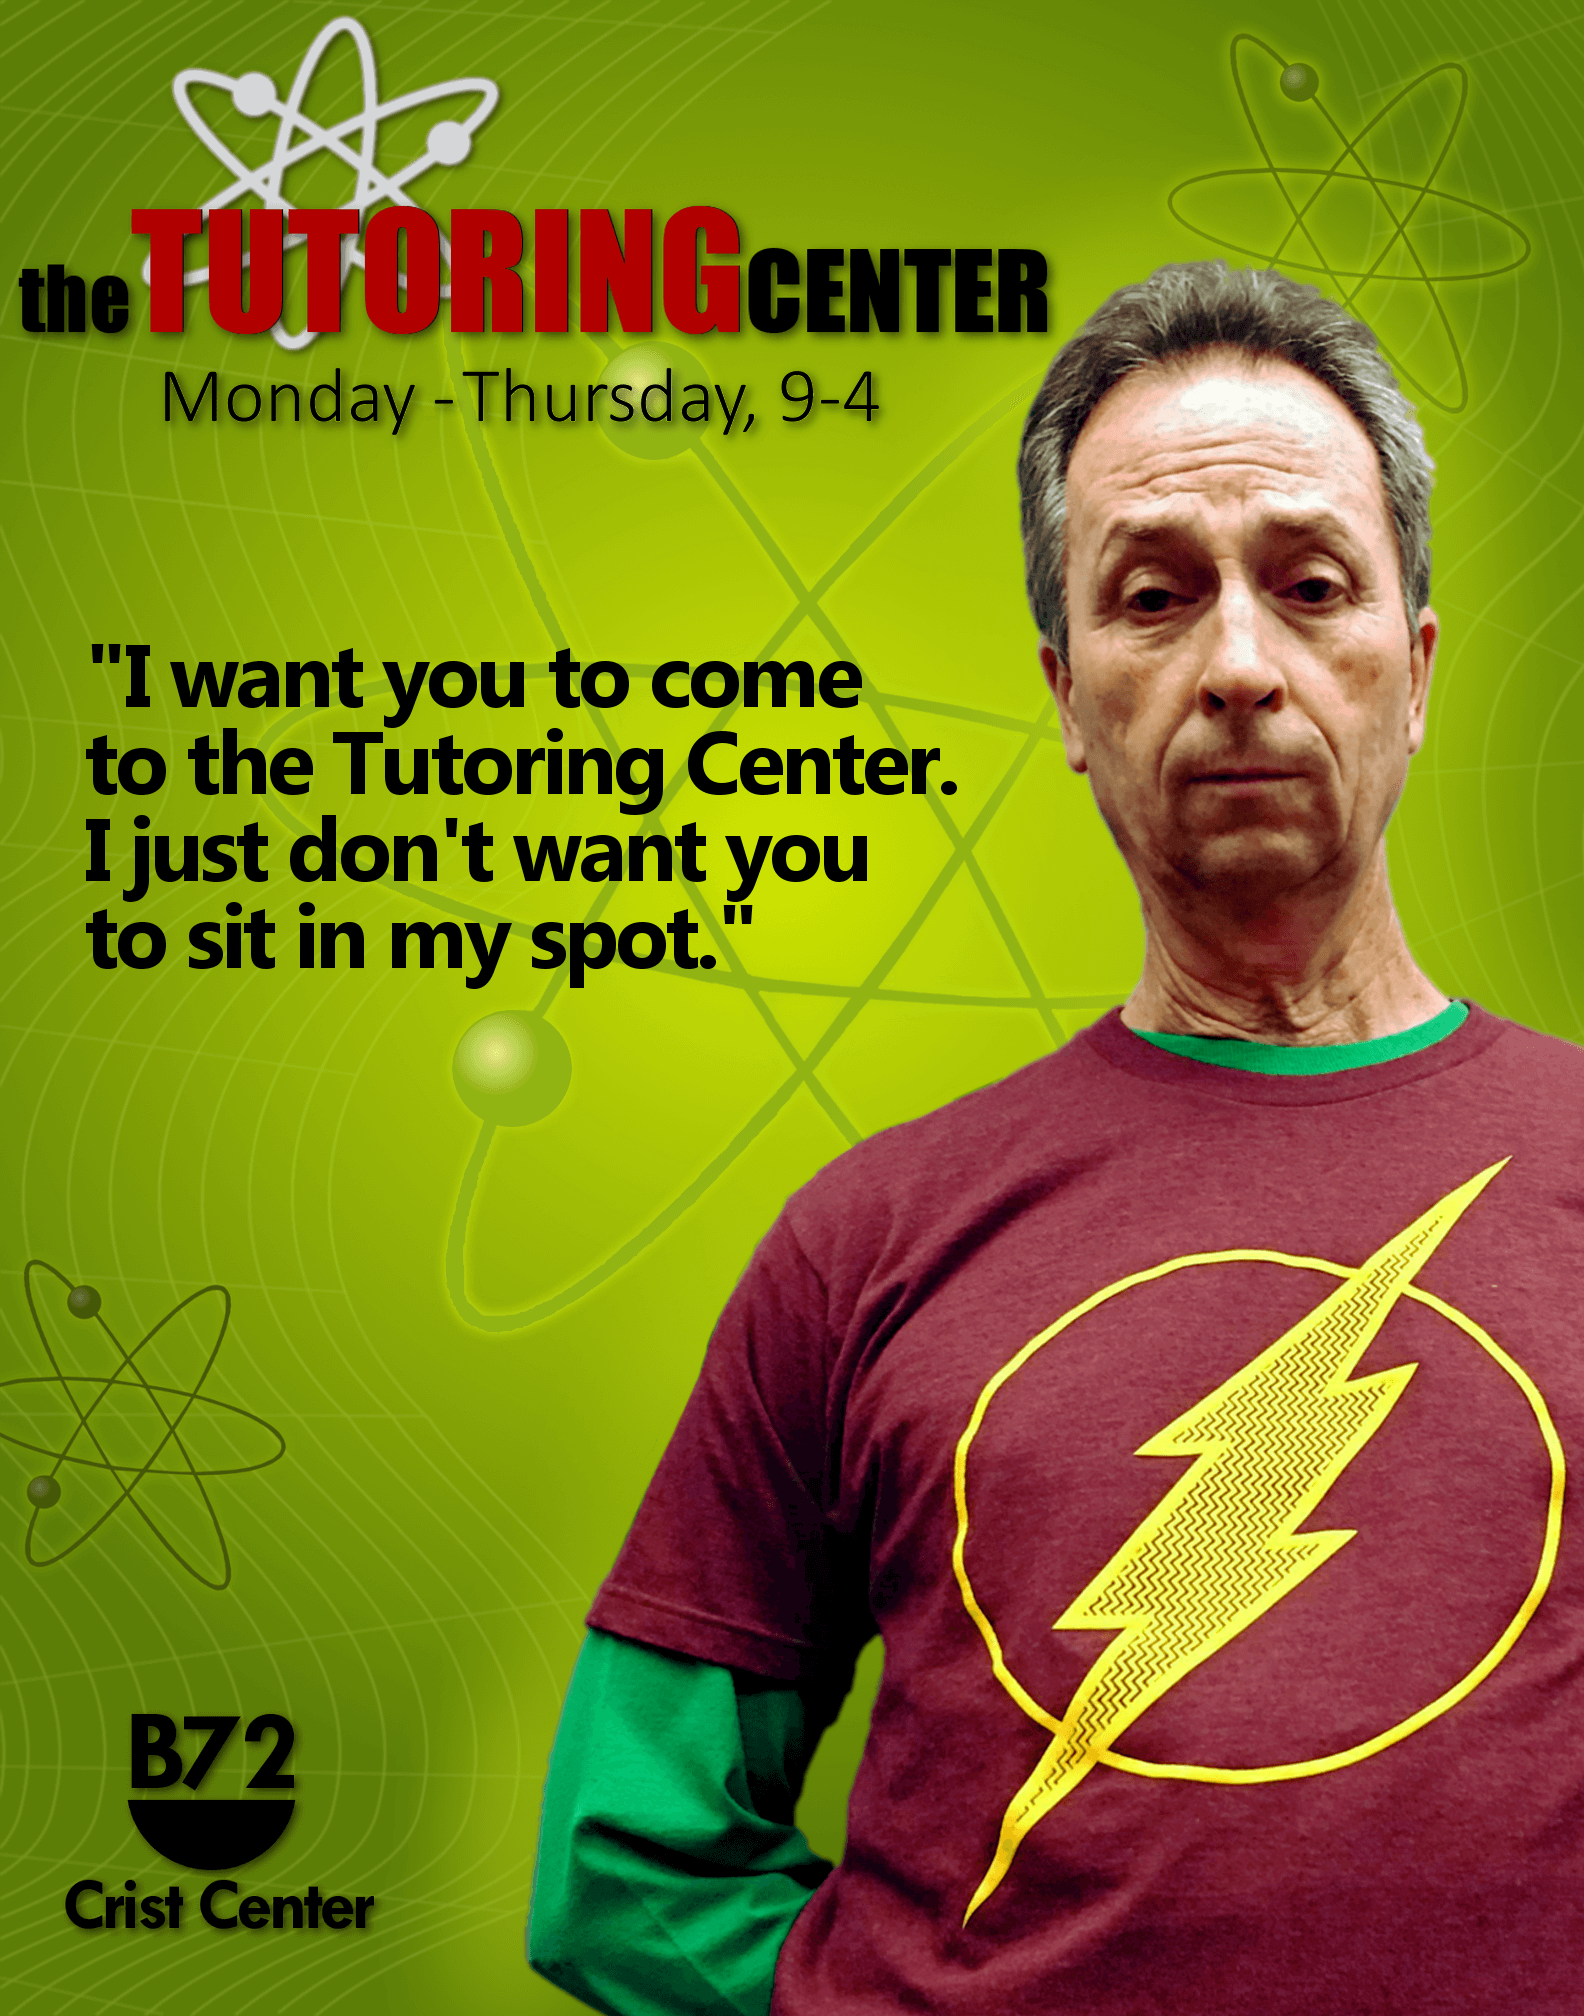 the TUTORING CENTER
Monday - Thursday, 9-4
"I want you to come
to the Tutoring Center.
I just don't want you
to sit in my spot."
B72
Crist Center